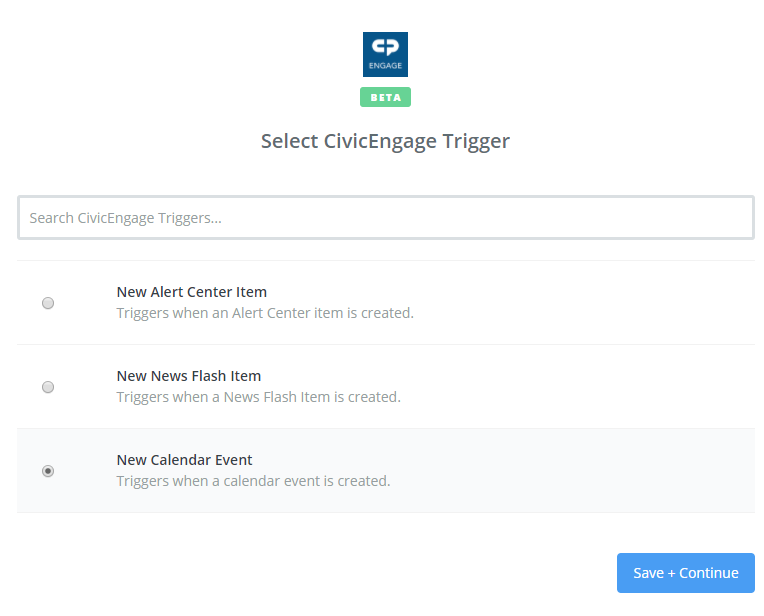 CP
ENGAGE
BETA
Select CivicEngage Trigger
Search CivicEngage Triggers...
New Alert Center Item
Triggers when an Alert Center item is created.
New News Flash Item
Triggers when a News Flash Item is created.
New Calendar Event
Triggers when a calendar event is created.
Save + Continue